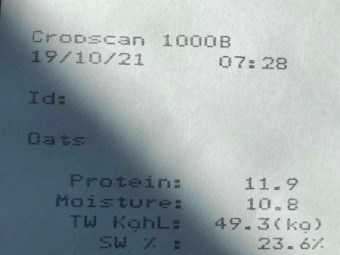 Cropscan 1000B
19/10/21 07:28
Id:
Oats
Protein: 11.9
Moisture: 10.8
TW KghL: 49.3(kg)
SW % : 23.6%